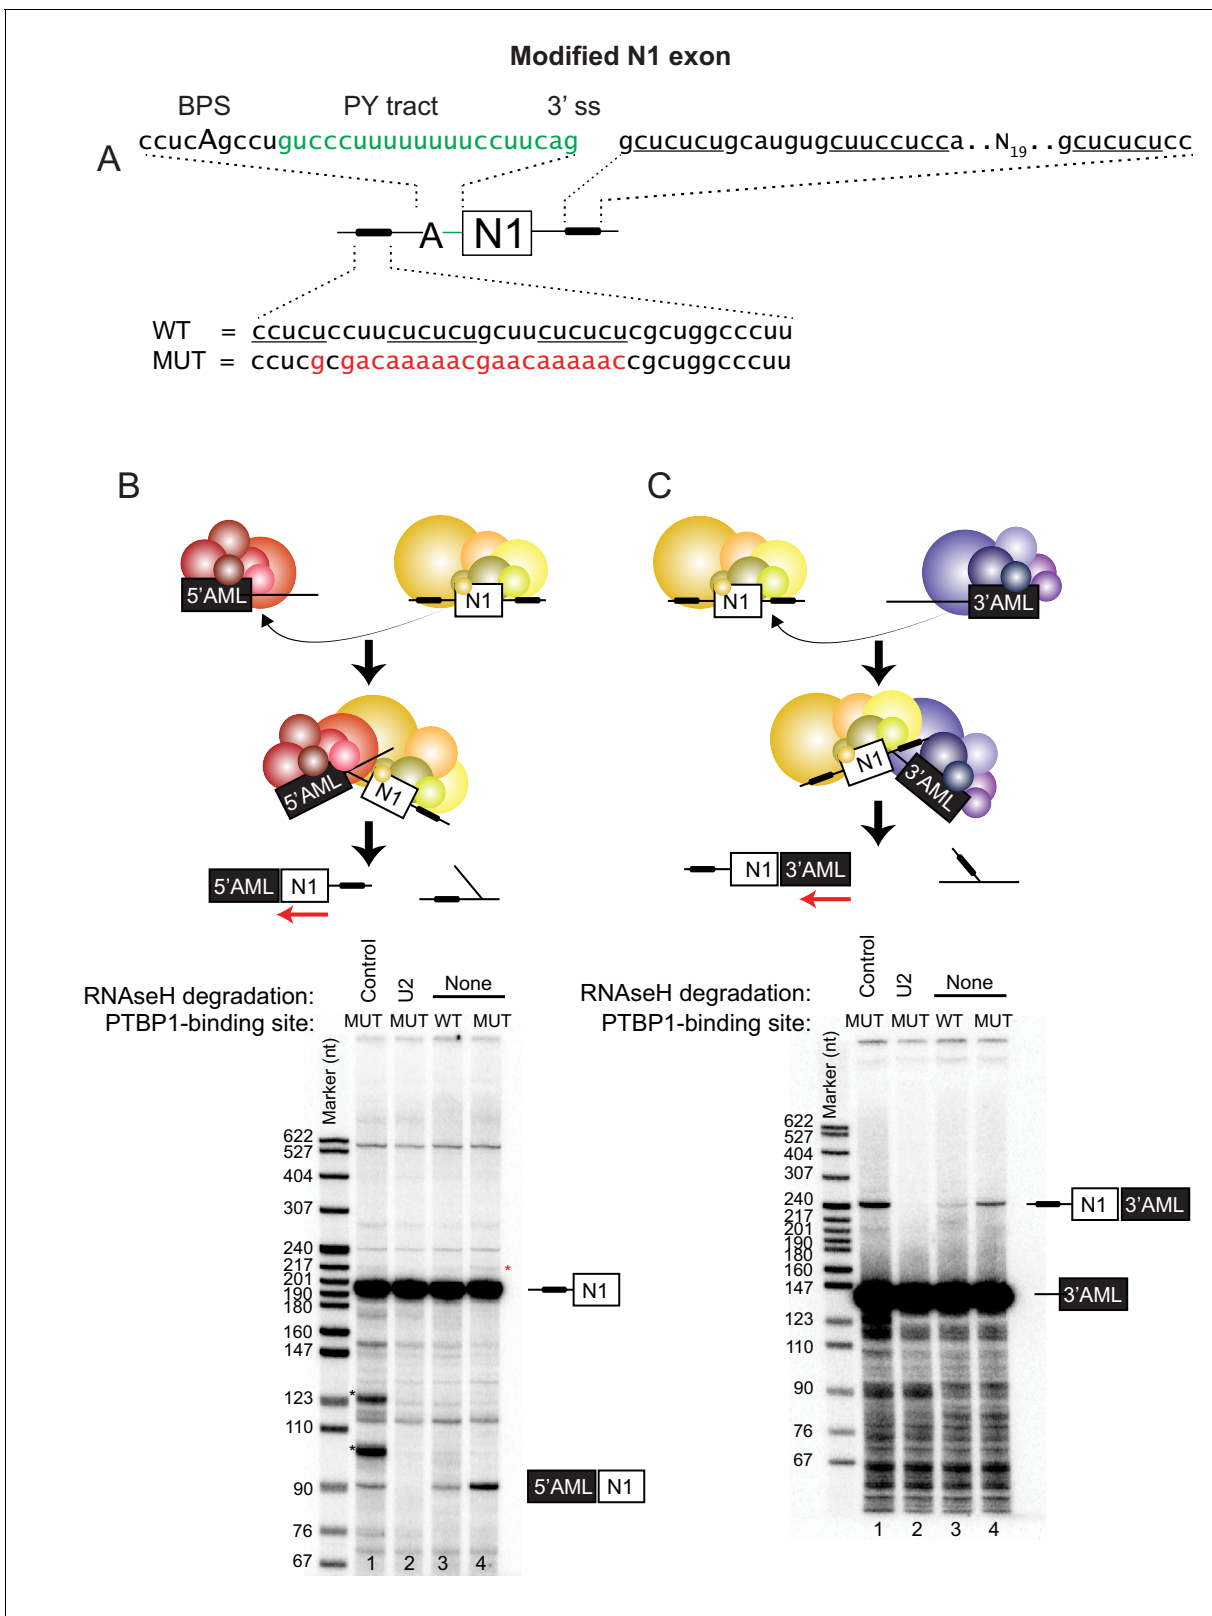 Modified N1 exon
BPS PY tract 3' ss
A
ccucAgccugucccuuuuuuuuccuucag gcucucugcaugugcuuccucca..N19..gcucucucc
A N1
WT = ccucuccuucucucugcuucucucucgcuggcccuu
MUT = ccucgcgacaaaaacgaacaaaaaccgcuggcccuu
B C
5'AML N1 N1 3'AML
5'AML N1 N1 3'AML
5'AML N1 N1 3'AML
RNAseH degradation: Control U2 None
PTBP1-binding site: MUT MUT WT MUT
Marker (nt)
622
527
404
307
240
217
201
190
180
160
147
123
110
90
76
67
*
*
*
N1
5'AML N1
1 2 3 4
RNAseH degradation: Control U2 None
PTBP1-binding site: MUT MUT WT MUT
Marker (nt)
622
527
404
307
240
217
201
190
180
160
147
123
110
90
76
67
N1 3'AML
3'AML
1 2 3 4